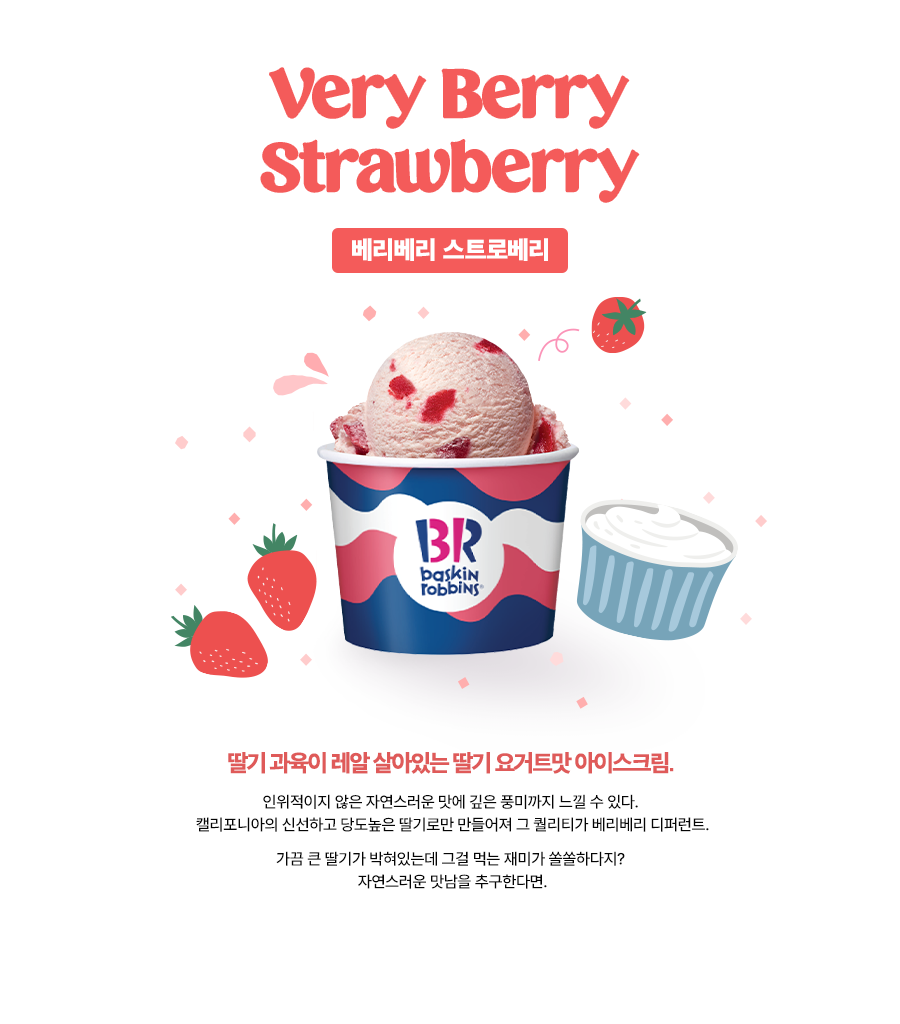 Very Berry
Strawberry
베리베리 스트로베리
BR
baskin
robbins®
딸기 과육이 레알 살아있는 딸기 요거트맛 아이스크림.
인위적이지 않은 자연스러운 맛에 깊은 풍미까지 느낄 수 있다.
캘리포니아의 신선하고 당도높은 딸기로만 만들어져 그 퀄리티가 베리베리 디퍼런트.
가끔 큰 딸기가 박혀있는데 그걸 먹는 재미가 쏠쏠하다지?
자연스러운 맛남을 추구한다면.